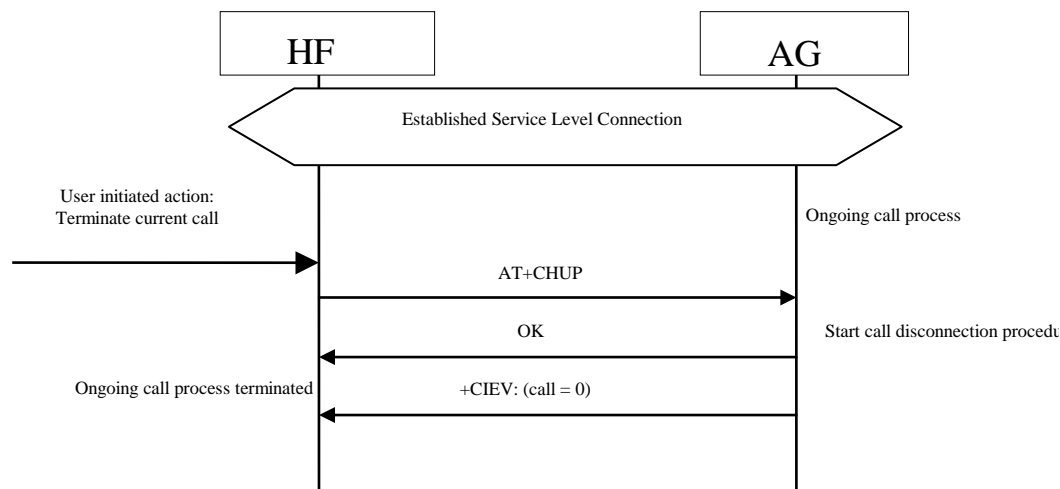 HF
AG
Established Service Level Connection
User initiated action:
Terminate current call
Ongoing call process
AT+CHUP
OK
Start call disconnection
Ongoing call process terminated
+CIEV: (call = 0)